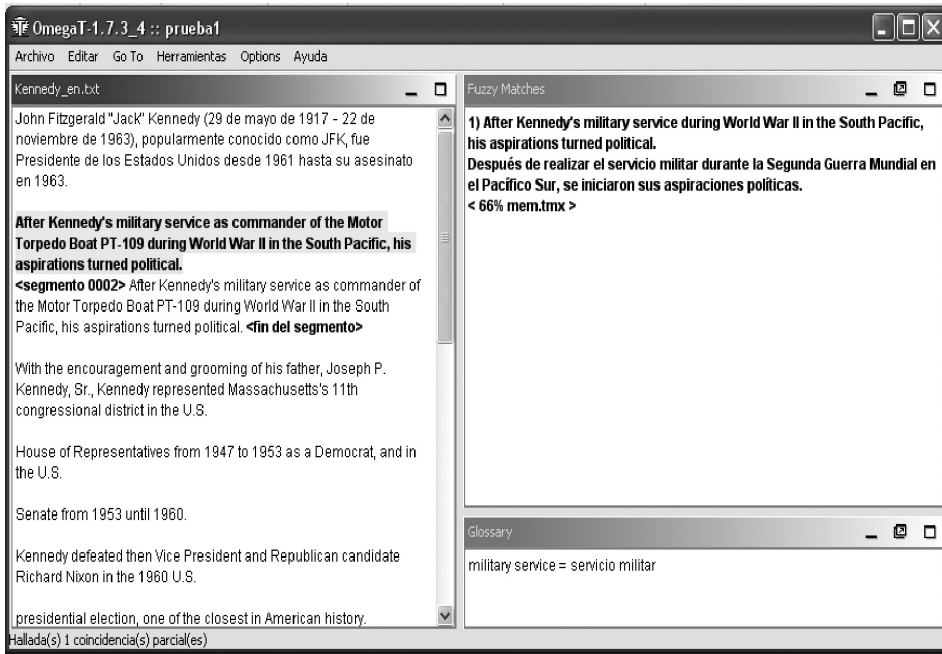 OmegaT-1.7.3_4 :: prueba1
Archivo Editar Go To Herramientas Options Ayuda
Kennedy_en.txt
John Fitzgerald "Jack" Kennedy (29 de mayo de 1917 - 22 de
noviembre de 1963), popularmente conocido como JFK, fue
Presidente de los Estados Unidos desde 1961 hasta su asesinato
en 1963.
After Kennedy's military service as commander of the Motor
Torpedo Boat PT-109 during World War II in the South Pacific, his
aspirations turned political.
<segmento 0002> After Kennedy's military service as commander of
the Motor Torpedo Boat PT-109 during World War II in the South
Pacific, his aspirations turned political. <fin del segmento>
With the encouragement and grooming of his father, Joseph P.
Kennedy, Sr., Kennedy represented Massachusetts's 11th
congressional district in the U.S.
House of Representatives from 1947 to 1953 as a Democrat, and in
the U.S.
Senate from 1953 until 1960.
Kennedy defeated then Vice President and Republican candidate
Richard Nixon in the 1960 U.S.
presidential election, one of the closest in American history.
Fuzzy Matches
1) After Kennedy's military service during World War II in the South Pacific,
his aspirations turned political.
Después de realizar el servicio militar durante la Segunda Guerra Mundial en
el Pacífico Sur, se iniciaron sus aspiraciones políticas.
< 66% mem.tmx >
Glossary
military service = servicio militar
Hallada(s) 1 coincidencia(s) parcial(es)